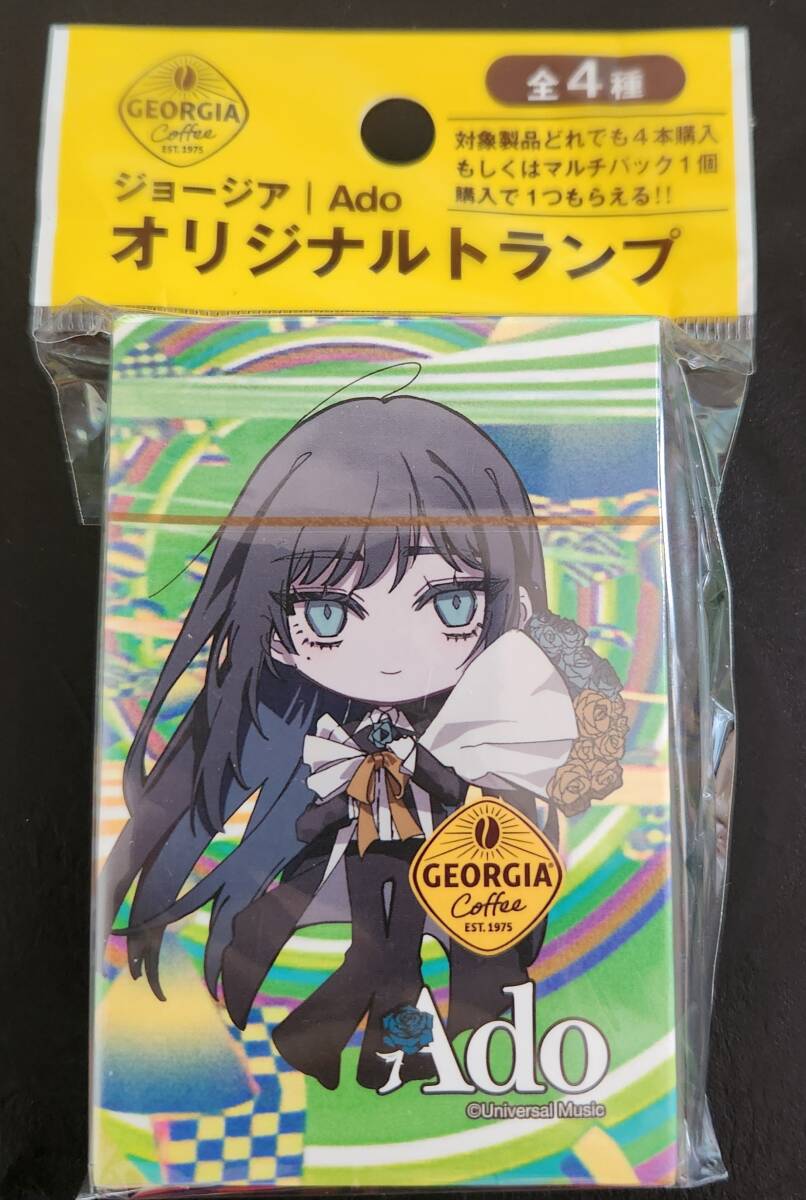 GEORGIA
Coffee
EST. 1975
全4種
対象製品どれでも4本購入
もしくはマルチパック1個
購入で1つもらえる!!
ジョージア|Ado
オリジナルトランプ
GEORGIA®
Coffee
EST. 1975
Ado
©Universal Music